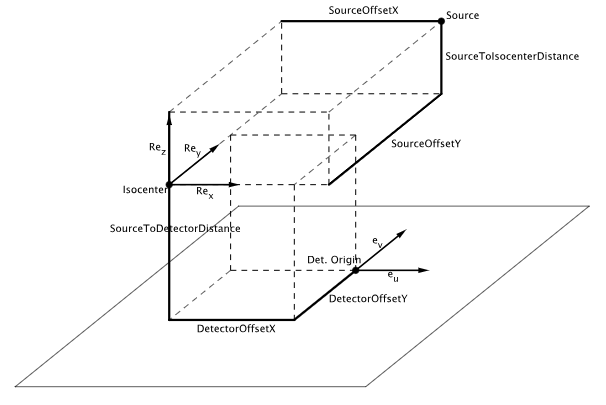 SourceOffsetX
Source
SourceToIsocenterDistance
SourceOffsetY
Re_z
Re_y
Isocenter
Re_x
SourceToDetectorDistance
e_v
Det. Origin
e_u
DetectorOffsetY
DetectorOffsetX